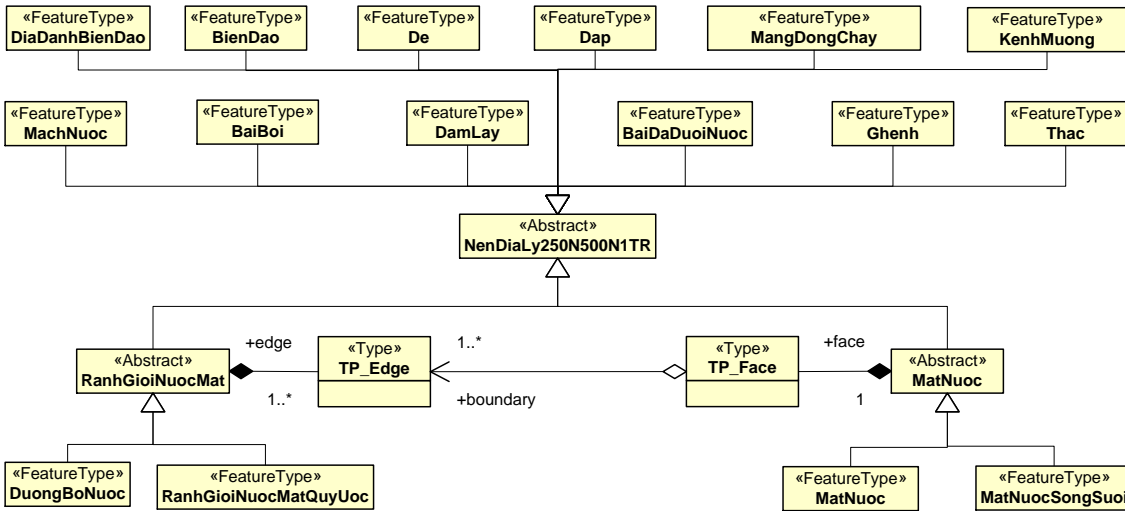 «FeatureType»
DiaDanhBienDao
«FeatureType»
BienDao
«FeatureType»
De
«FeatureType»
Dap
«FeatureType»
MangDongChay
«FeatureType»
KenhMuong
«FeatureType»
MachNuoc
«FeatureType»
BaiBoi
«FeatureType»
DamLay
«FeatureType»
BaiDaDuoiNuoc
«FeatureType»
Ghenh
«FeatureType»
Thac
«Abstract»
NenDiaLy250N500N1TR
«Abstract»
RanhGioiNuocMat
+edge
1..*
«Type»
TP_Edge
1..*
+boundary
«Type»
TP_Face
+face
1
«Abstract»
MatNuoc
«FeatureType»
DuongBoNuoc
«FeatureType»
RanhGioiNuocMatQuyUoc
«FeatureType»
MatNuoc
«FeatureType»
MatNuocSongSuoi